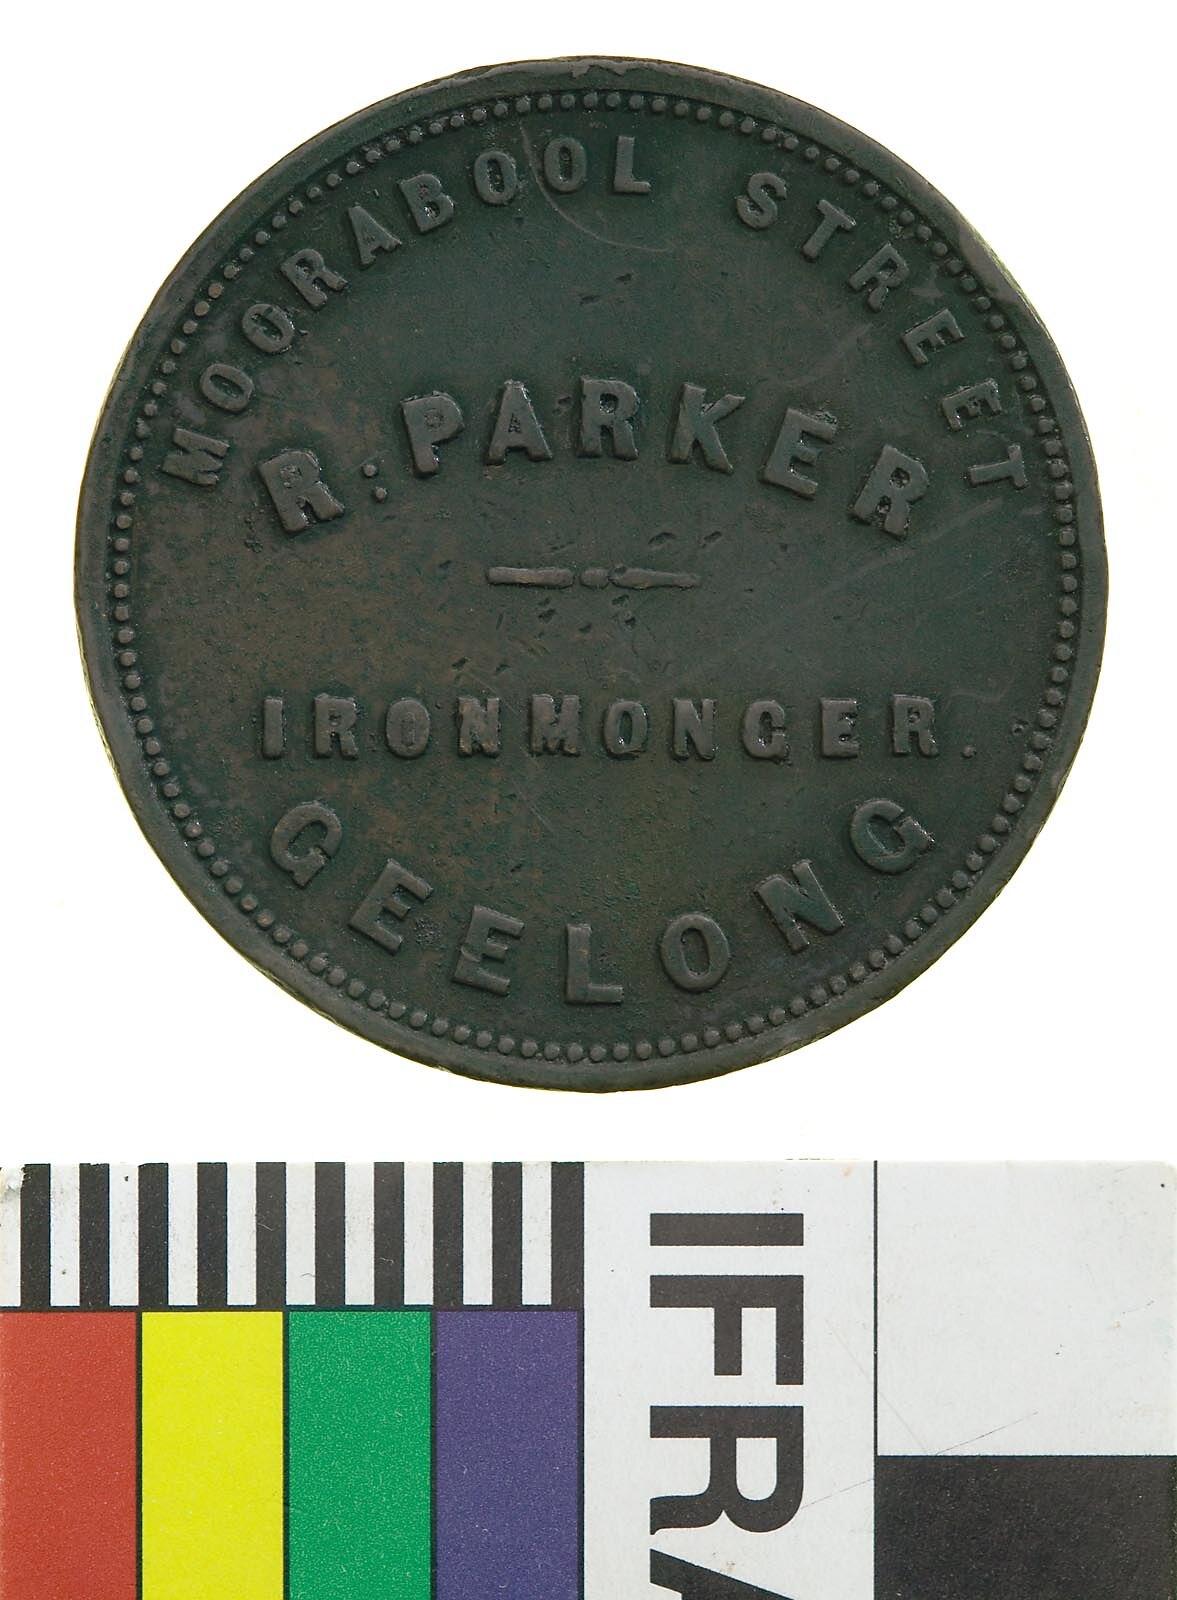 MOORABOOL STREET
R: PARKER
IRONMONGER.
GEELONG
IFRA